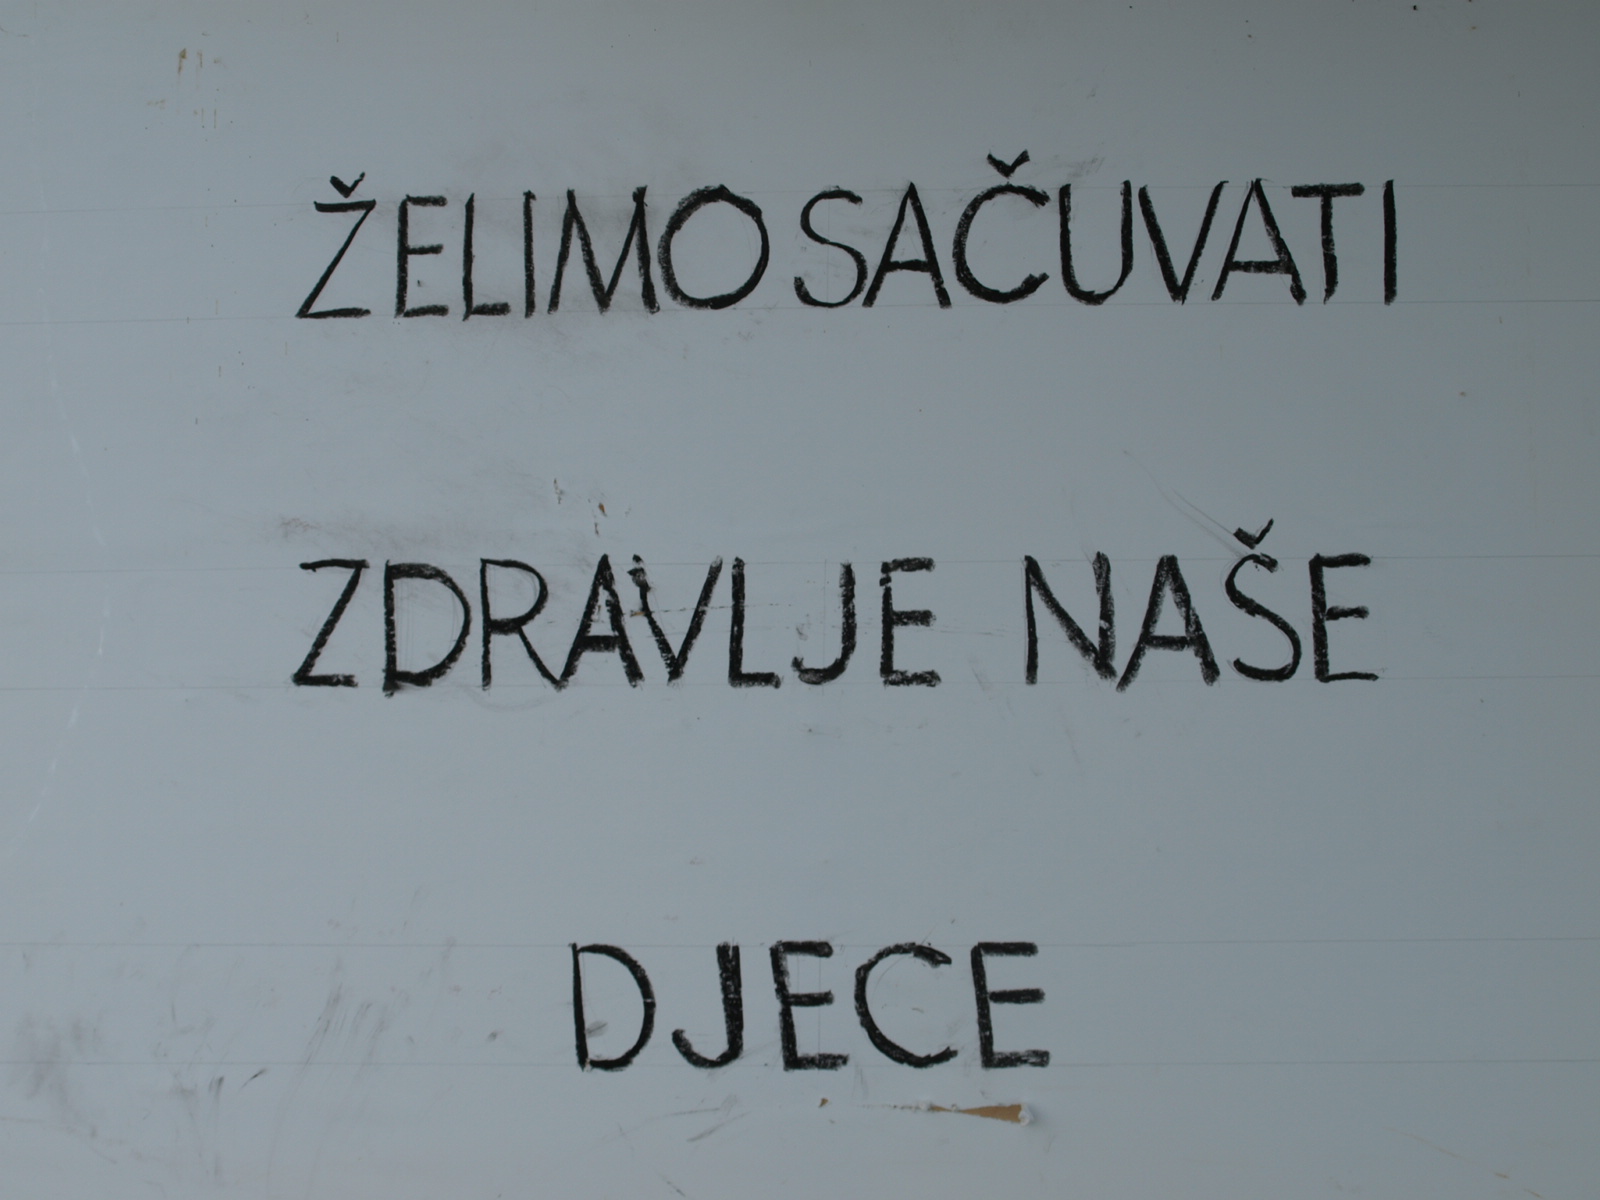 ŽELIMO SAČUVATI
ZDRAVLJE NAŠE
DJECE